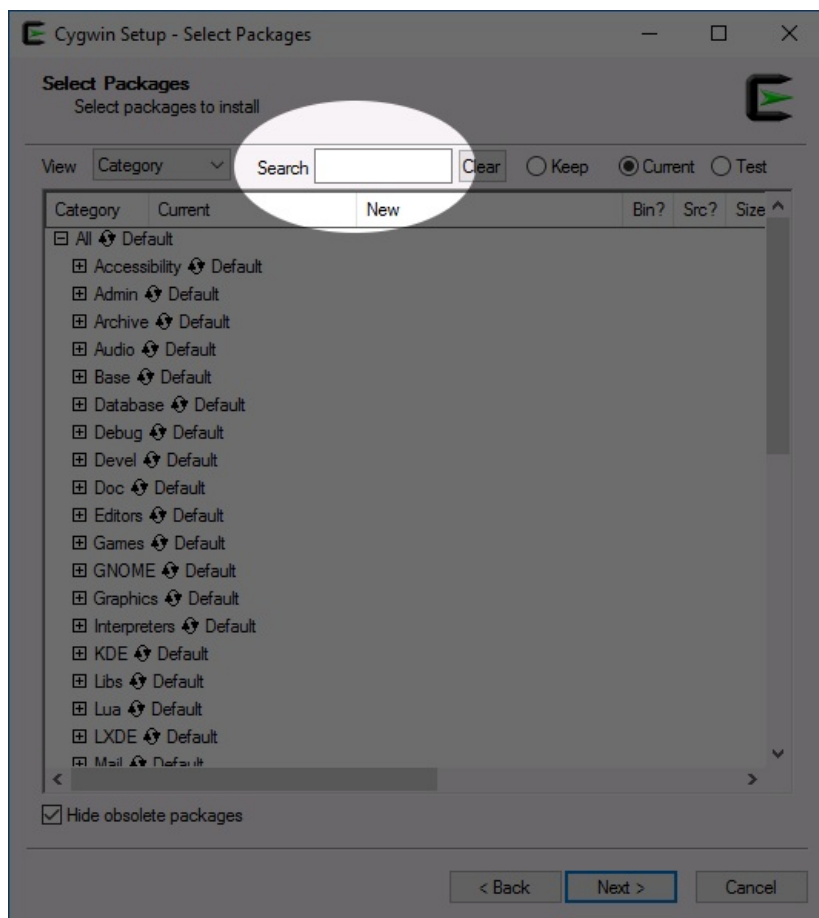 Cygwin Setup - Select Packages
Select Packages
Select packages to install
View Category Search Clear Keep Current Test
Category Current New Bin? Src? Size
All Default
Accessibility Default
Admin Default
Archive Default
Audio Default
Base Default
Database Default
Debug Default
Devel Default
Doc Default
Editors Default
Games Default
GNOME Default
Graphics Default
Interpreters Default
KDE Default
Libs Default
Lua Default
LXDE Default
Mail Default
Hide obsolete packages
< Back Next > Cancel